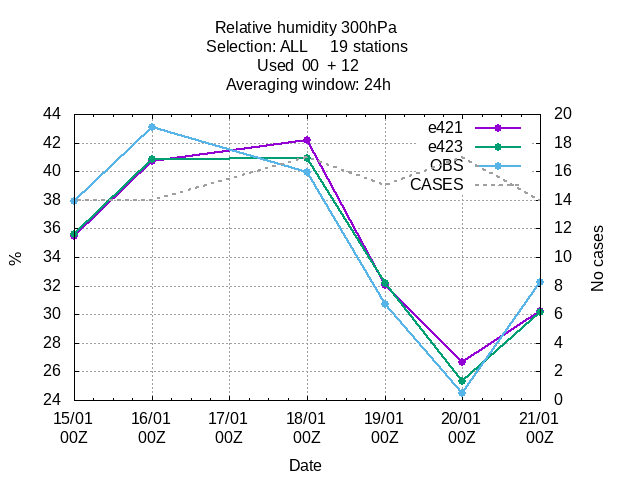 Relative humidity 300hPa
Selection: ALL     19 stations
Used  00  + 12
Averaging window: 24h
44
42
40
38
36
34
32
30
28
26
24
%
20
18
16
14
12
10
8
6
4
2
0
No cases
e421
e423
OBS
CASES
15/01 16/01 17/01 18/01 19/01 20/01 21/01
00Z 00Z 00Z 00Z 00Z 00Z 00Z
Date